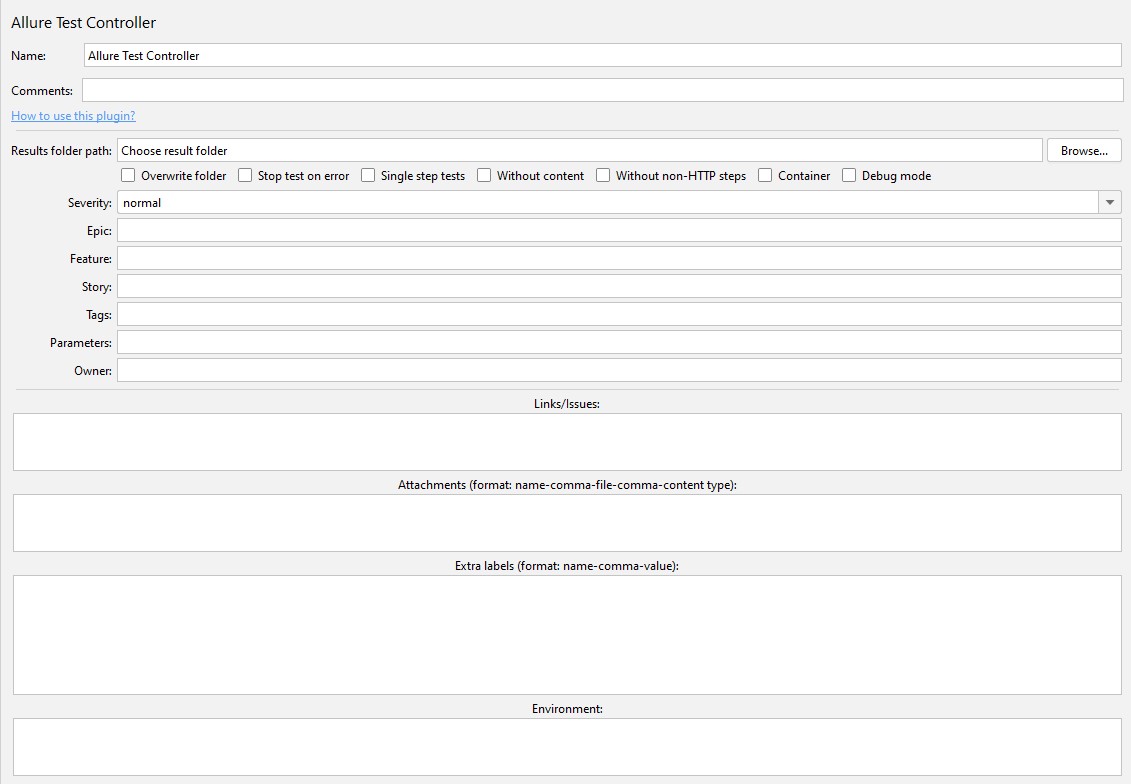 Allure Test Controller
Name: Allure Test Controller
Comments:
How to use this plugin?
Results folder path: Choose result folder Browse...
Overwrite folder Stop test on error Single step tests Without content Without non-HTTP steps Container Debug mode
Severity: normal
Epic:
Feature:
Story:
Tags:
Parameters:
Owner:
Links/Issues:
Attachments (format: name-comma-file-comma-content type):
Extra labels (format: name-comma-value):
Environment: